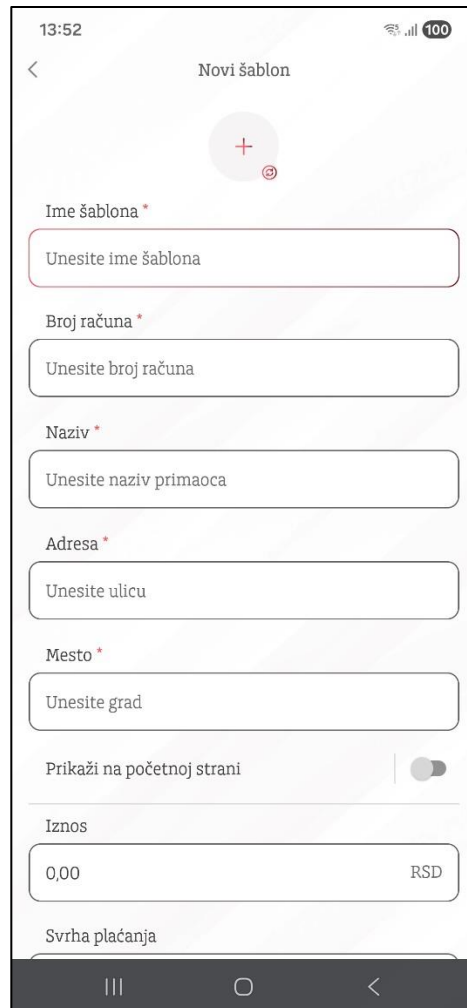 13:52
100
Novi šablon
Ime šablona *
Unesite ime šablona
Broj računa *
Unesite broj računa
Naziv *
Unesite naziv primaoca
Adresa *
Unesite ulicu
Mesto *
Unesite grad
Prikaži na početnoj strani
Iznos
0,00 RSD
Svrha plaćanja